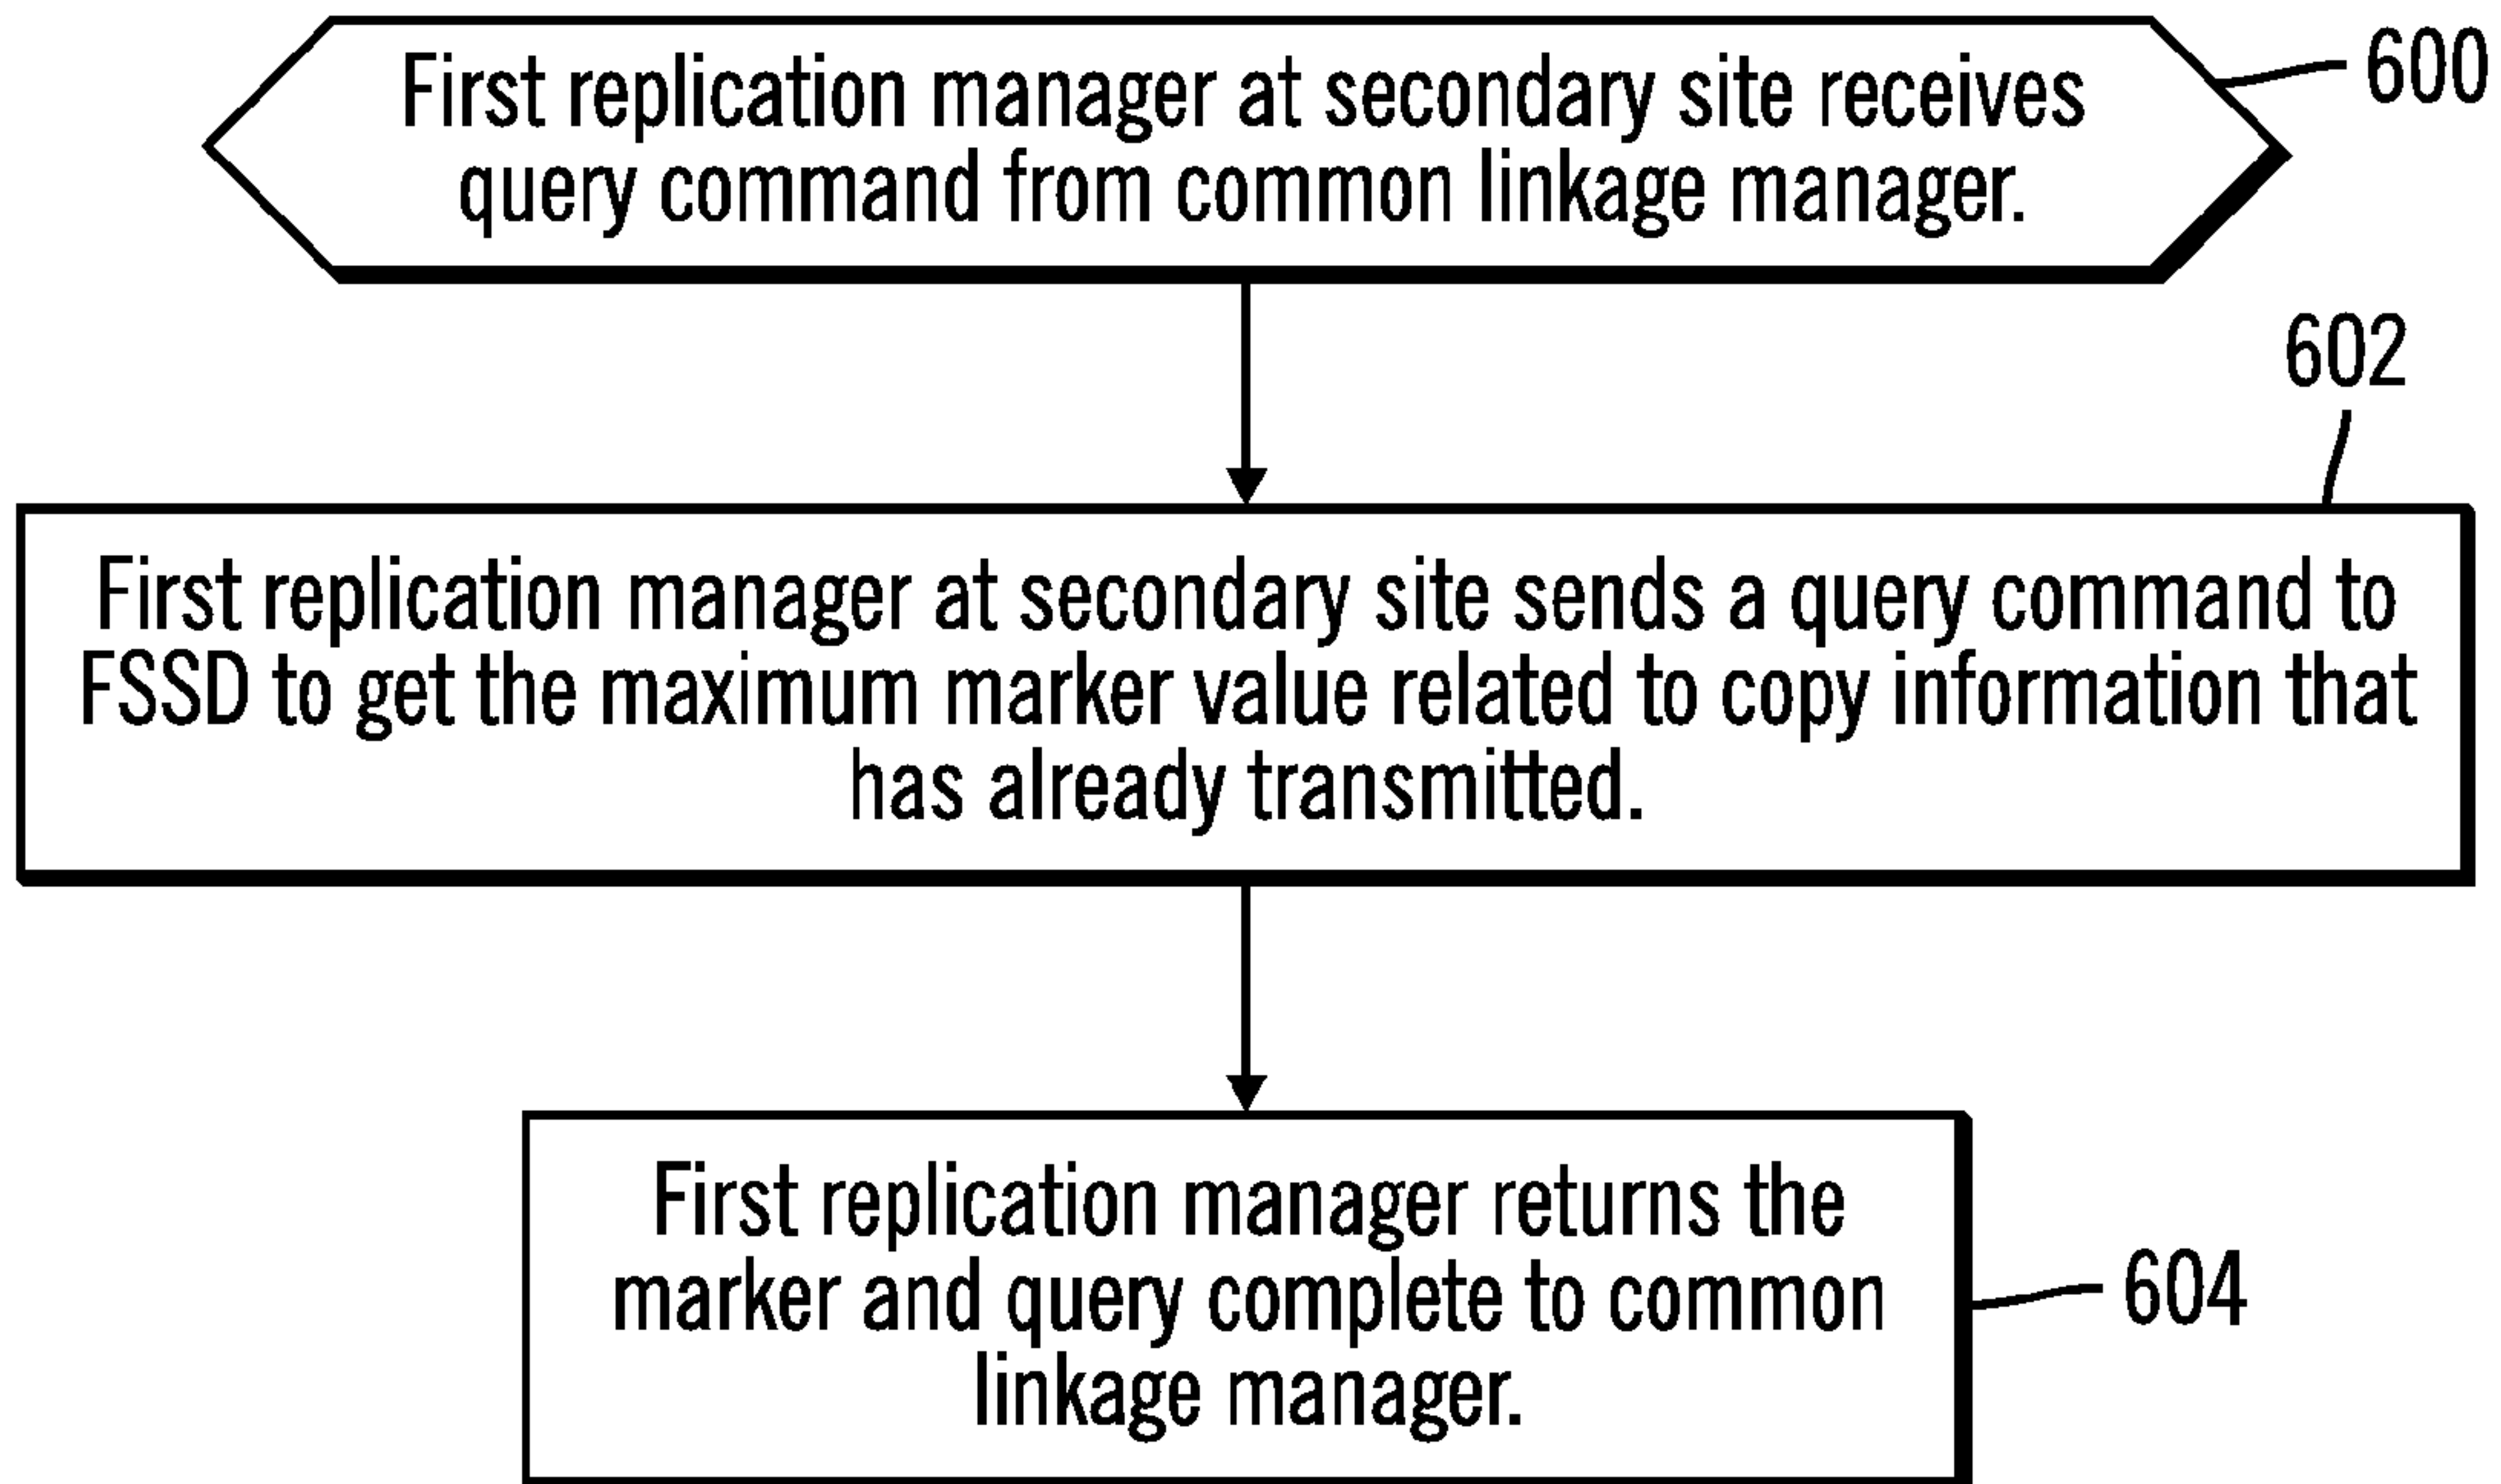 First replication manager at secondary site receives
query command from common linkage manager.
600
602
First replication manager at secondary site sends a query command to
FSSD to get the maximum marker value related to copy information that
has already transmitted.
First replication manager returns the
marker and query complete to common
linkage manager.
604